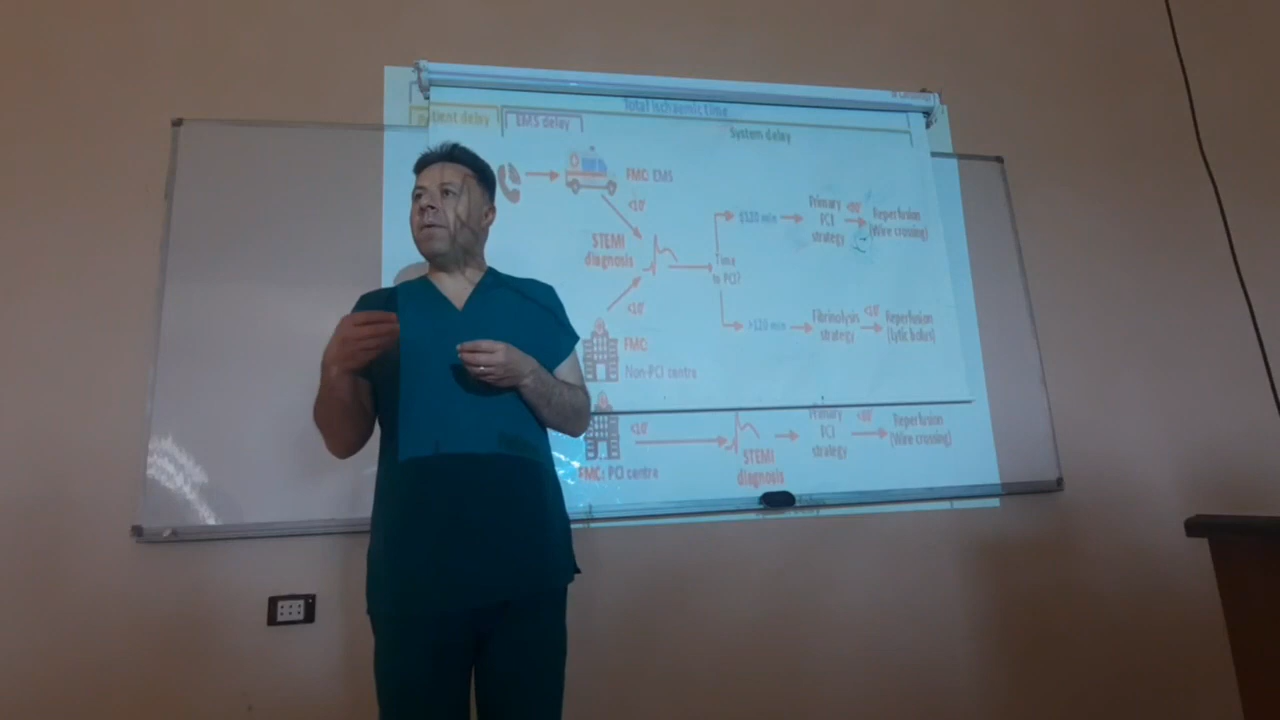 Total ischaemic time
Patient delay
EMS delay
System delay
FMC: EMS
<10'
STEMI
diagnosis
Time
to PCI?
≤120 min
Primary
PCI
strategy
<90'
Reperfusion
(Wire crossing)
<10'
FMC:
Non-PCI centre
>120 min
Fibrinolysis
strategy
<10'
Reperfusion
(Lytic bolus)
<10'
FMC: PCI centre
STEMI
diagnosis
Primary
PCI
strategy
<60'
Reperfusion
(Wire crossing)